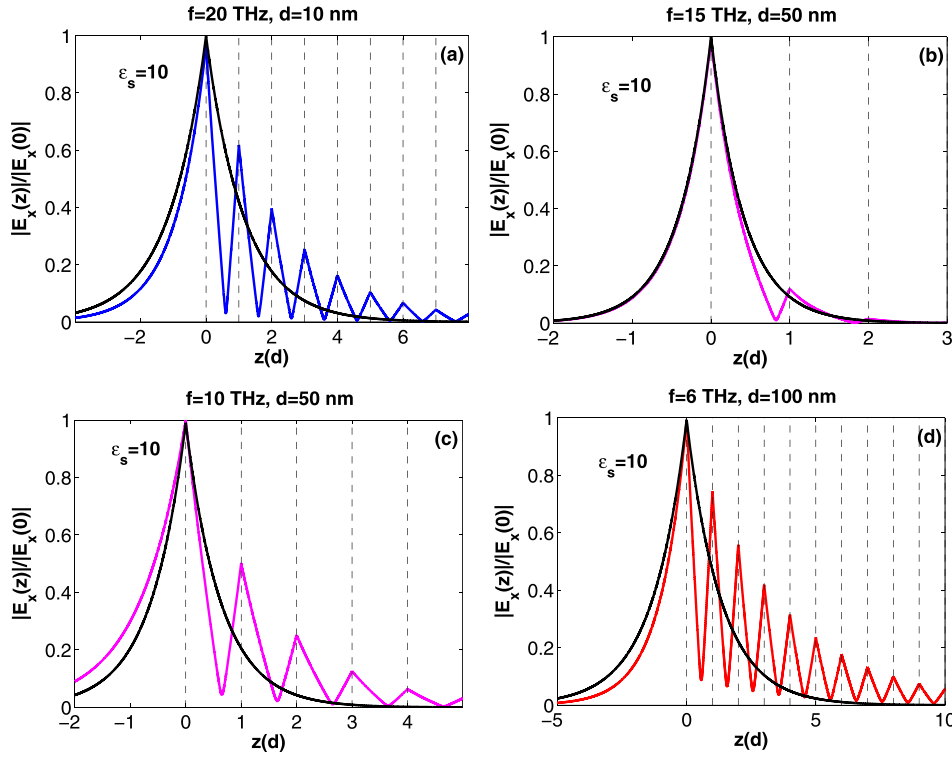 f=20 THz, d=10 nm
(a)
ε_s=10
|E_x(z)|/|E_x(0)|
1
0.8
0.6
0.4
0.2
0
−2 0 2 4 6
z(d)
f=15 THz, d=50 nm
(b)
ε_s=10
|E_x(z)|/|E_x(0)|
1
0.8
0.6
0.4
0.2
0
−2 −1 0 1 2 3
z(d)
f=10 THz, d=50 nm
(c)
ε_s=10
|E_x(z)|/|E_x(0)|
1
0.8
0.6
0.4
0.2
0
−2 −1 0 1 2 3 4
z(d)
f=6 THz, d=100 nm
(d)
ε_s=10
|E_x(z)|/|E_x(0)|
1
0.8
0.6
0.4
0.2
0
−5 0 5 10
z(d)